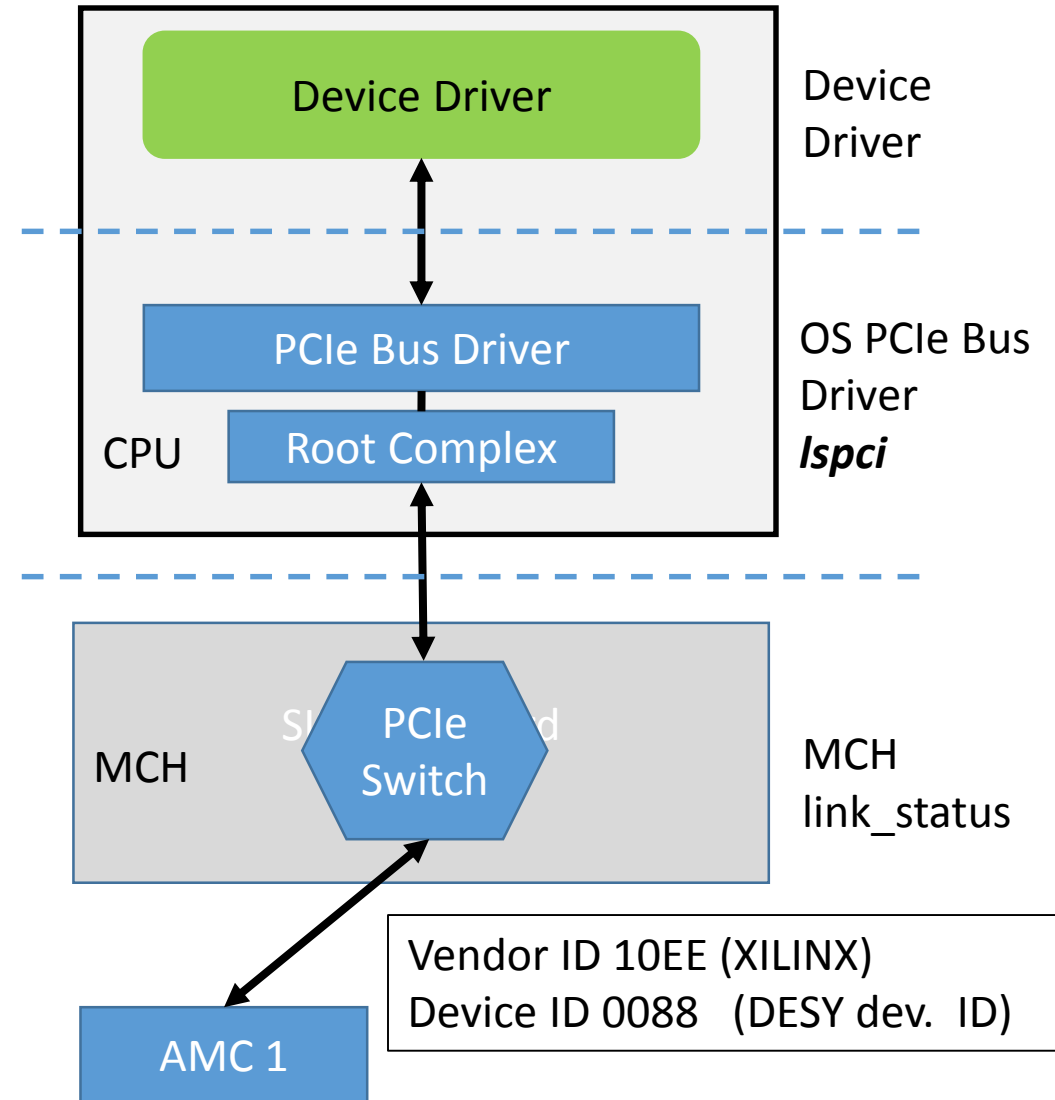 Device Driver
Device
Driver
PCIe Bus Driver
OS PCIe Bus
Driver
lspci
CPU
Root Complex
MCH
PCIe
Switch
MCH
link_status
Vendor ID 10EE (XILINX)
Device ID 0088 (DESY dev. ID)
AMC 1